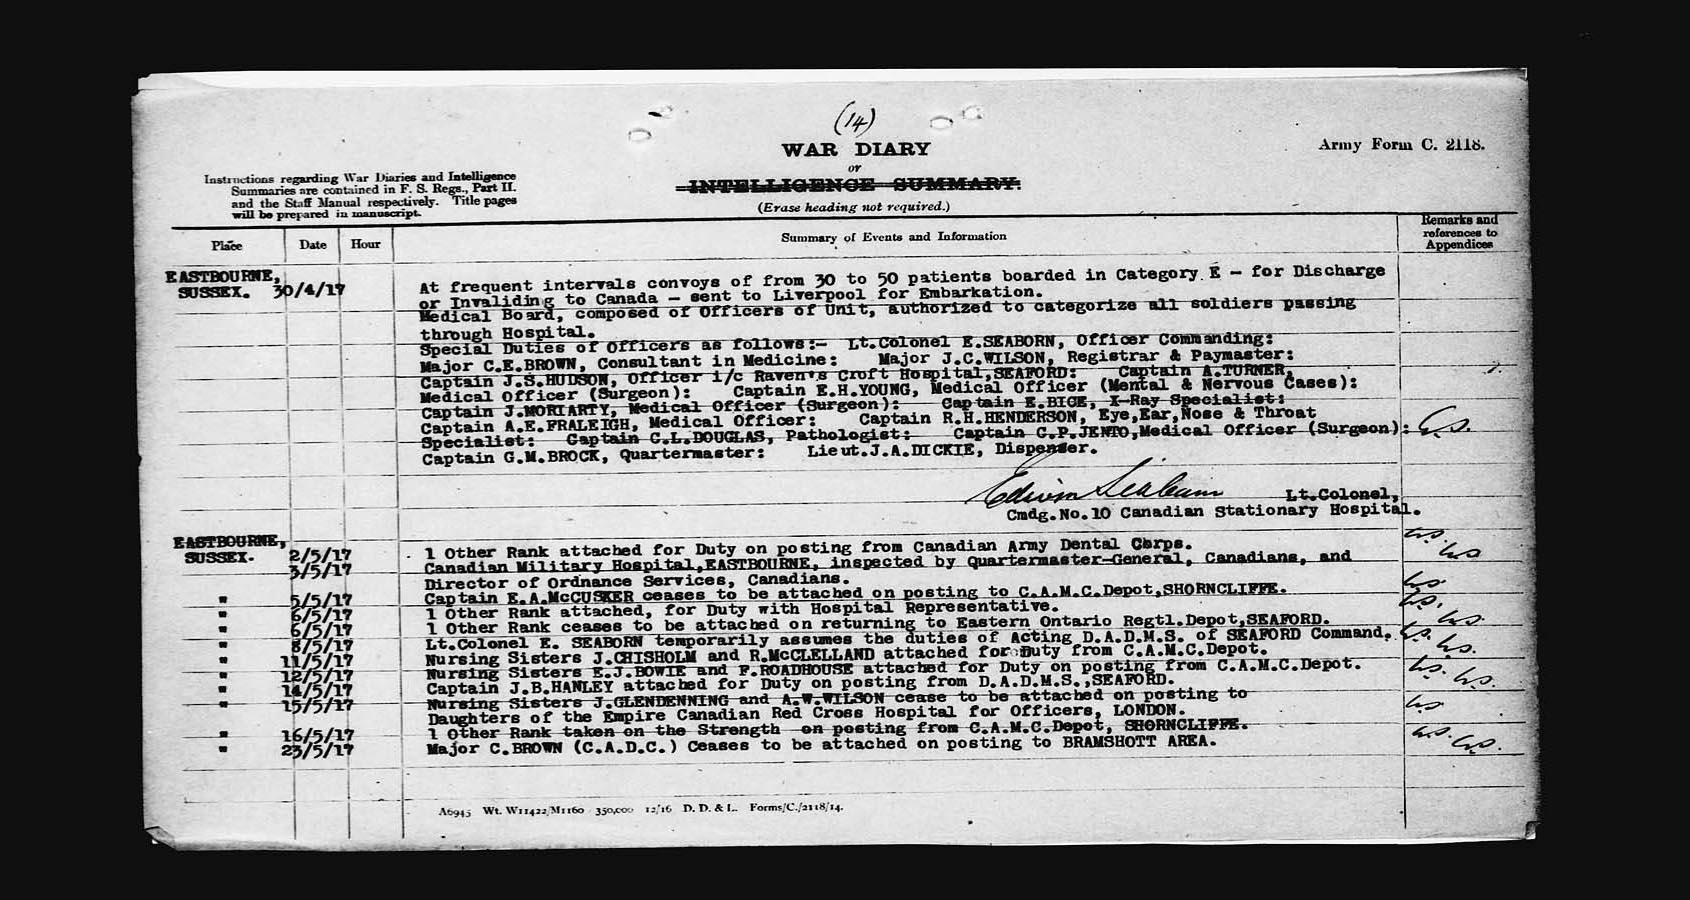 (14)
WAR DIARY
or
INTELLIGENCE SUMMARY.
(Erase heading not required.)
Army Form C. 2118.
Instructions regarding War Diaries and Intelligence
Summaries are contained in F. S. Regs., Part II.
and the Staff Manual respectively. Title pages
will be prepared in manuscript.
Place
Date
Hour
Summary of Events and Information
Remarks and
references to
Appendices
EASTBOURNE,
SUSSEX. 30/4/17
At frequent intervals convoys of from 30 to 50 patients boarded in Category E - for Discharge
or Invaliding to Canada - sent to Liverpool for Embarkation.
Medical Board, composed of Officers of Unit, authorized to categorize all soldiers passing
through Hospital.
Special Duties of Officers as follows:- Lt.Colonel E.SEABORN, Officer Commanding:
Major C.E.BROWN, Consultant in Medicine: Major J.C.WILSON, Registrar & Paymaster:
Captain J.S.HUDSON, Officer i/c Raven's Croft Hospital,SEAFORD: Captain A.TURNER,
Medical Officer (Surgeon): Captain E.H.YOUNG, Medical Officer (Mental & Nervous Cases):
Captain J.MORIARTY, Medical Officer (Surgeon): Captain E.BICE, X-Ray Specialist:
Captain A.E.FRALEIGH, Medical Officer: Captain R.H.HENDERSON, Eye,Ear,Nose & Throat
Specialist: Captain C.L.DOUGLAS, Pathologist: Captain G.P.JENTO,Medical Officer (Surgeon): E.S.
Captain G.M.BROCK, Quartermaster: Lieut.J.A.DICKIE, Dispenser.
Edwin Seaborn Lt.Colonel,
Cmdg.No.10 Canadian Stationary Hospital.
EASTBOURNE,
SUSSEX. 2/5/17 1 Other Rank attached for Duty on posting from Canadian Army Dental Corps.
3/5/17 Canadian Military Hospital,EASTBOURNE, inspected by Quartermaster-General, Canadians, and
Director of Ordnance Services, Canadians.
" 5/5/17 Captain E.A.McCUSKER ceases to be attached on posting to C.A.M.C.Depot,SHORNCLIFFE.
" 6/5/17 1 Other Rank attached, for Duty with Hospital Representative.
" 6/5/17 1 Other Rank ceases to be attached on returning to Eastern Ontario Regtl.Depot,SEAFORD.
" 8/5/17 Lt.Colonel E. SEABORN temporarily assumes the duties of Acting D.A.D.M.S. of SEAFORD Command.
" 11/5/17 Nursing Sisters J.CHISHOLM and R.McCLELLAND attached for Duty from C.A.M.C.Depot.
" 12/5/17 Nursing Sisters E.J.BOWIE and F.ROADHOUSE attached for Duty on posting from C.A.M.C.Depot.
" 14/5/17 Captain J.B.HANLEY attached for Duty on posting from D.A.D.M.S.,SEAFORD.
" 15/5/17 Nursing Sisters J.GLENDENNING and A.W.WILSON cease to be attached on posting to
Daughters of the Empire Canadian Red Cross Hospital for Officers, LONDON.
" 16/5/17 1 Other Rank taken on the Strength on posting from C.A.M.C.Depot, SHORNCLIFFE.
" 23/5/17 Major C.BROWN (C.A.D.C.) Ceases to be attached on posting to BRAMSHOTT AREA.
A6945 Wt. W11422/M1160 350,000 12/16 D. D. & L. Forms/C./2118/14.